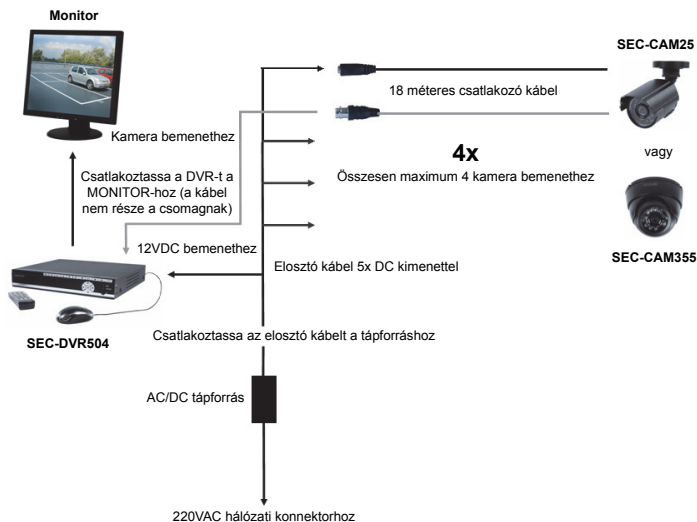 Monitor
SEC-CAM25
18 méteres csatlakozó kábel
Kamera bemenethez
4x
vagy
Csatlakoztassa a DVR-t a
MONITOR-hoz (a kábel
nem része a csomagnak)
Összesen maximum 4 kamera bemenethez
12VDC bemenethez
SEC-CAM355
Elosztó kábel 5x DC kimenettel
SEC-DVR504
Csatlakoztassa az elosztó kábelt a tápforráshoz
AC/DC tápforrás
220VAC hálózati konnektorhoz